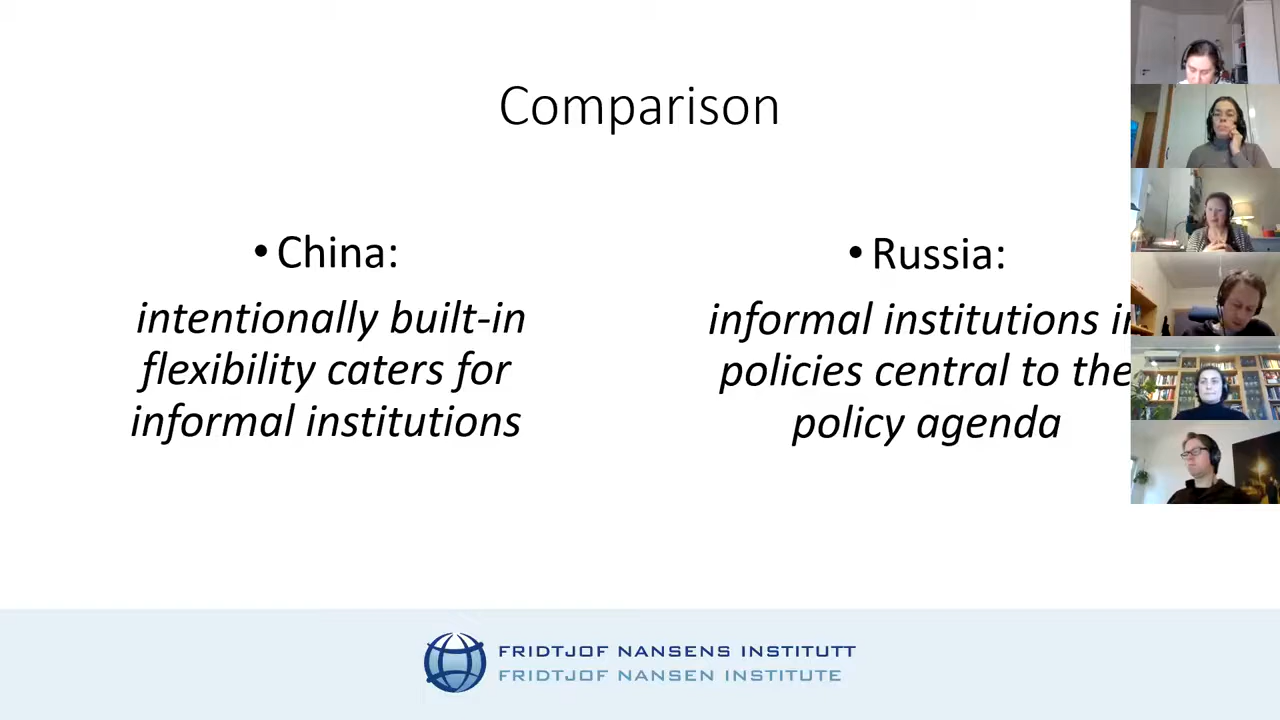 Comparison
• China:
intentionally built-in
flexibility caters for
informal institutions
• Russia:
informal institutions
policies central to the
policy agenda
FRIDTJOF NANSENS INSTITUTT
FRIDTJOF NANSEN INSTITUTE